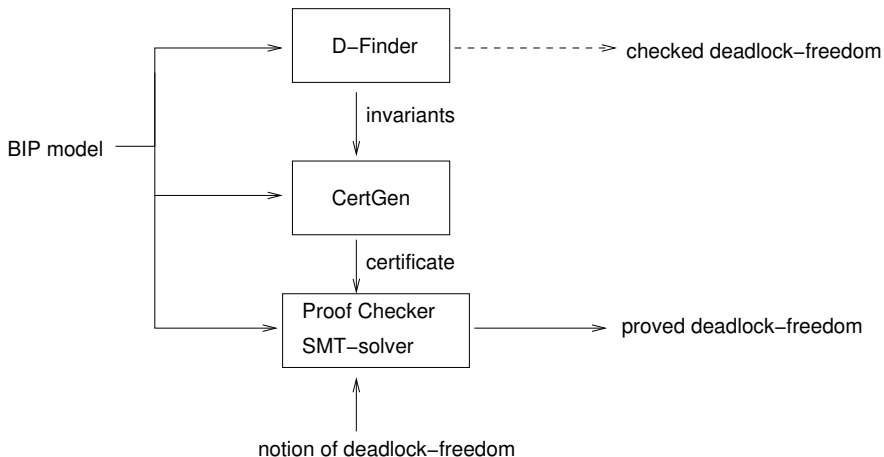 D−Finder
checked deadlock−freedom
invariants
BIP model
CertGen
certificate
Proof Checker
SMT−solver
proved deadlock−freedom
notion of deadlock−freedom